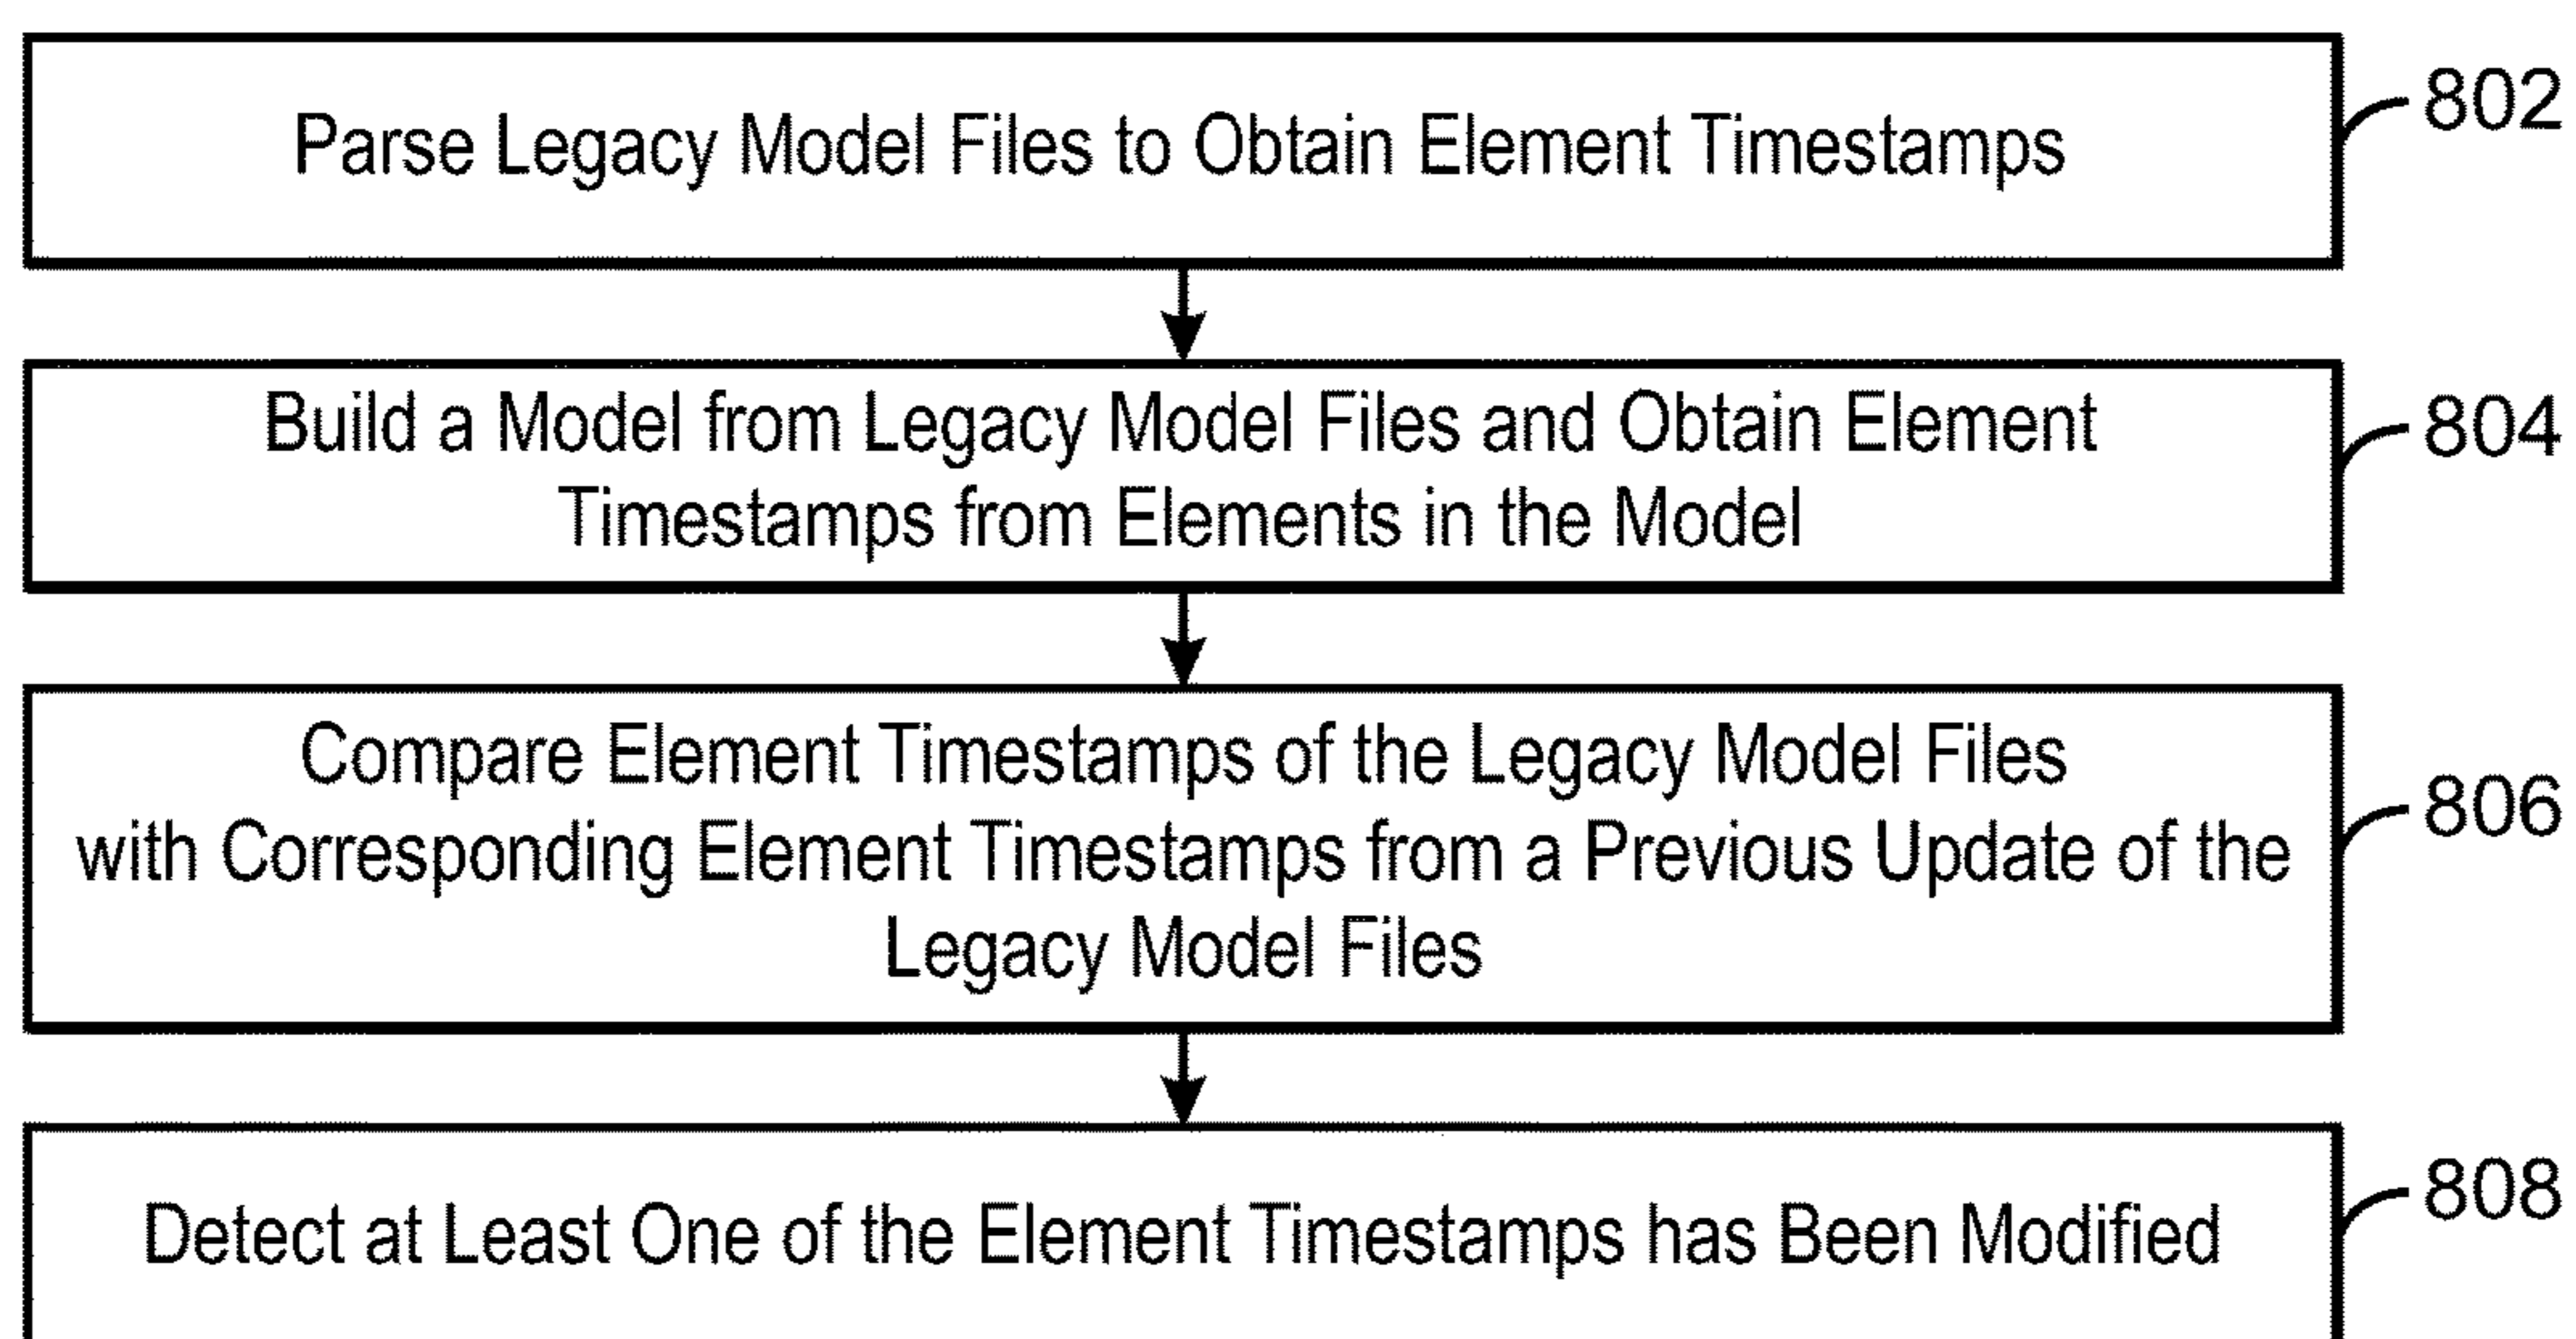 Parse Legacy Model Files to Obtain Element Timestamps
802
Build a Model from Legacy Model Files and Obtain Element
Timestamps from Elements in the Model
804
Compare Element Timestamps of the Legacy Model Files
with Corresponding Element Timestamps from a Previous Update of the
Legacy Model Files
806
Detect at Least One of the Element Timestamps has Been Modified
808